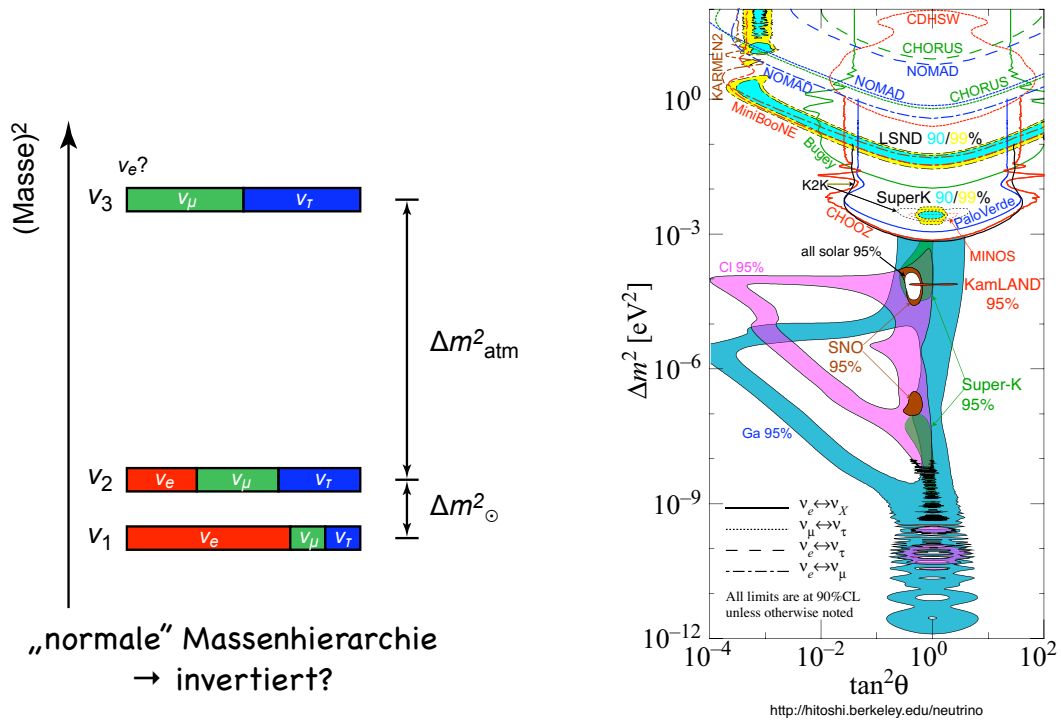 (Masse)²
νe?
ν3
νμ
ντ
Δm²atm
ν2
νe
νμ
ντ
Δm²⊙
ν1
νe
νμ
ντ
„normale" Massenhierarchie
→ invertiert?
CDHSW
CHORUS
NOMAD
KARMEN2
NOMAD
NOMAD
CHORUS
MiniBooNE
LSND 90/99%
Bugey
K2K
SuperK 90/99%
CHOOZ
PaloVerde
MINOS
all solar 95%
Cl 95%
KamLAND
95%
SNO
95%
Super-K
95%
Ga 95%
νe↔νX
νμ↔ντ
νe↔ντ
νe↔νμ
All limits are at 90%CL
unless otherwise noted
Δm² [eV²]
10⁰
10⁻³
10⁻⁶
10⁻⁹
10⁻¹²
10⁻⁴
10⁻²
10⁰
10²
tan²θ
http://hitoshi.berkeley.edu/neutrino